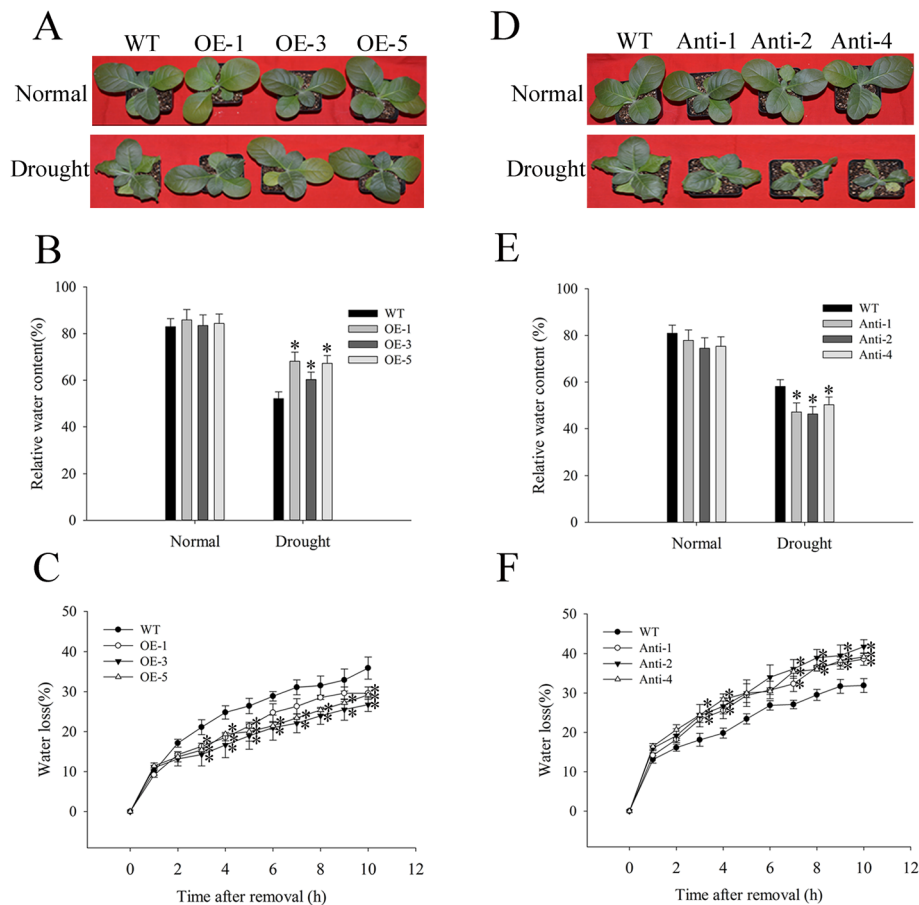 A
WT OE-1 OE-3 OE-5
Normal
Drought
B
Relative water content(%)
100
80
60
40
20
0
WT
OE-1
OE-3
OE-5
* * *
Normal Drought
C
Water loss(%)
50
40
30
20
10
0
WT
OE-1
OE-3
OE-5
0 2 4 6 8 10 12
Time after removal (h)
D
WT Anti-1 Anti-2 Anti-4
Normal
Drought
E
Relative water content (%)
100
80
60
40
20
0
WT
Anti-1
Anti-2
Anti-4
* * *
Normal Drought
F
Water loss(%)
50
40
30
20
10
0
WT
Anti-1
Anti-2
Anti-4
0 2 4 6 8 10 12
Time after removal (h)